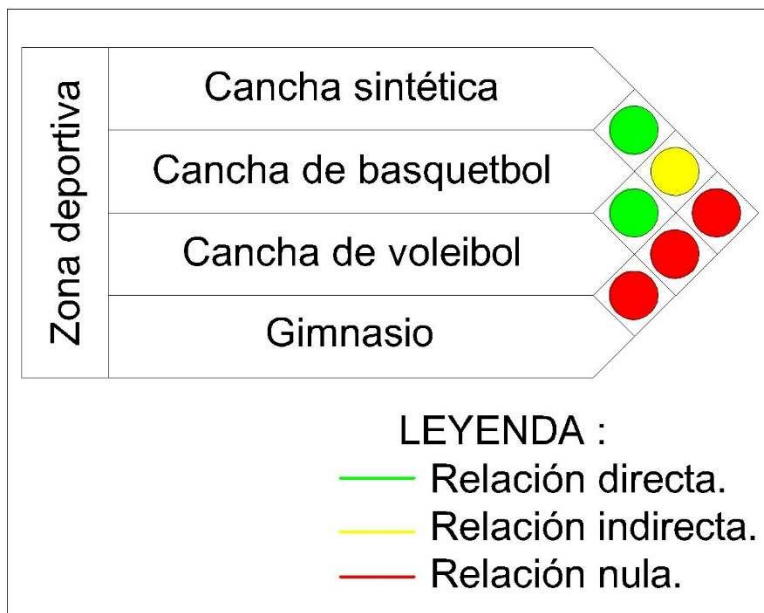 Zona deportiva
Cancha sintética
Cancha de basquetbol
Cancha de voleibol
Gimnasio
LEYENDA :
Relación directa.
Relación indirecta.
Relación nula.